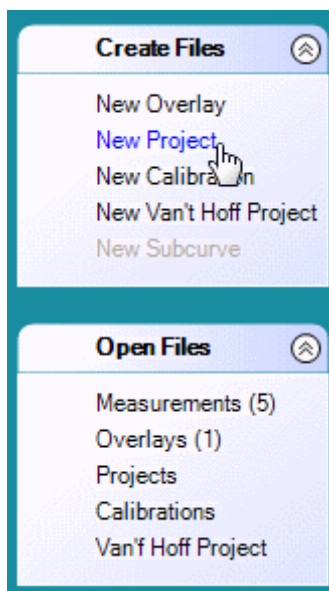 Create Files
New Overlay
New Project
New Calibration
New Van't Hoff Project
New Subcurve
Open Files
Measurements (5)
Overlays (1)
Projects
Calibrations
Van'f Hoff Project